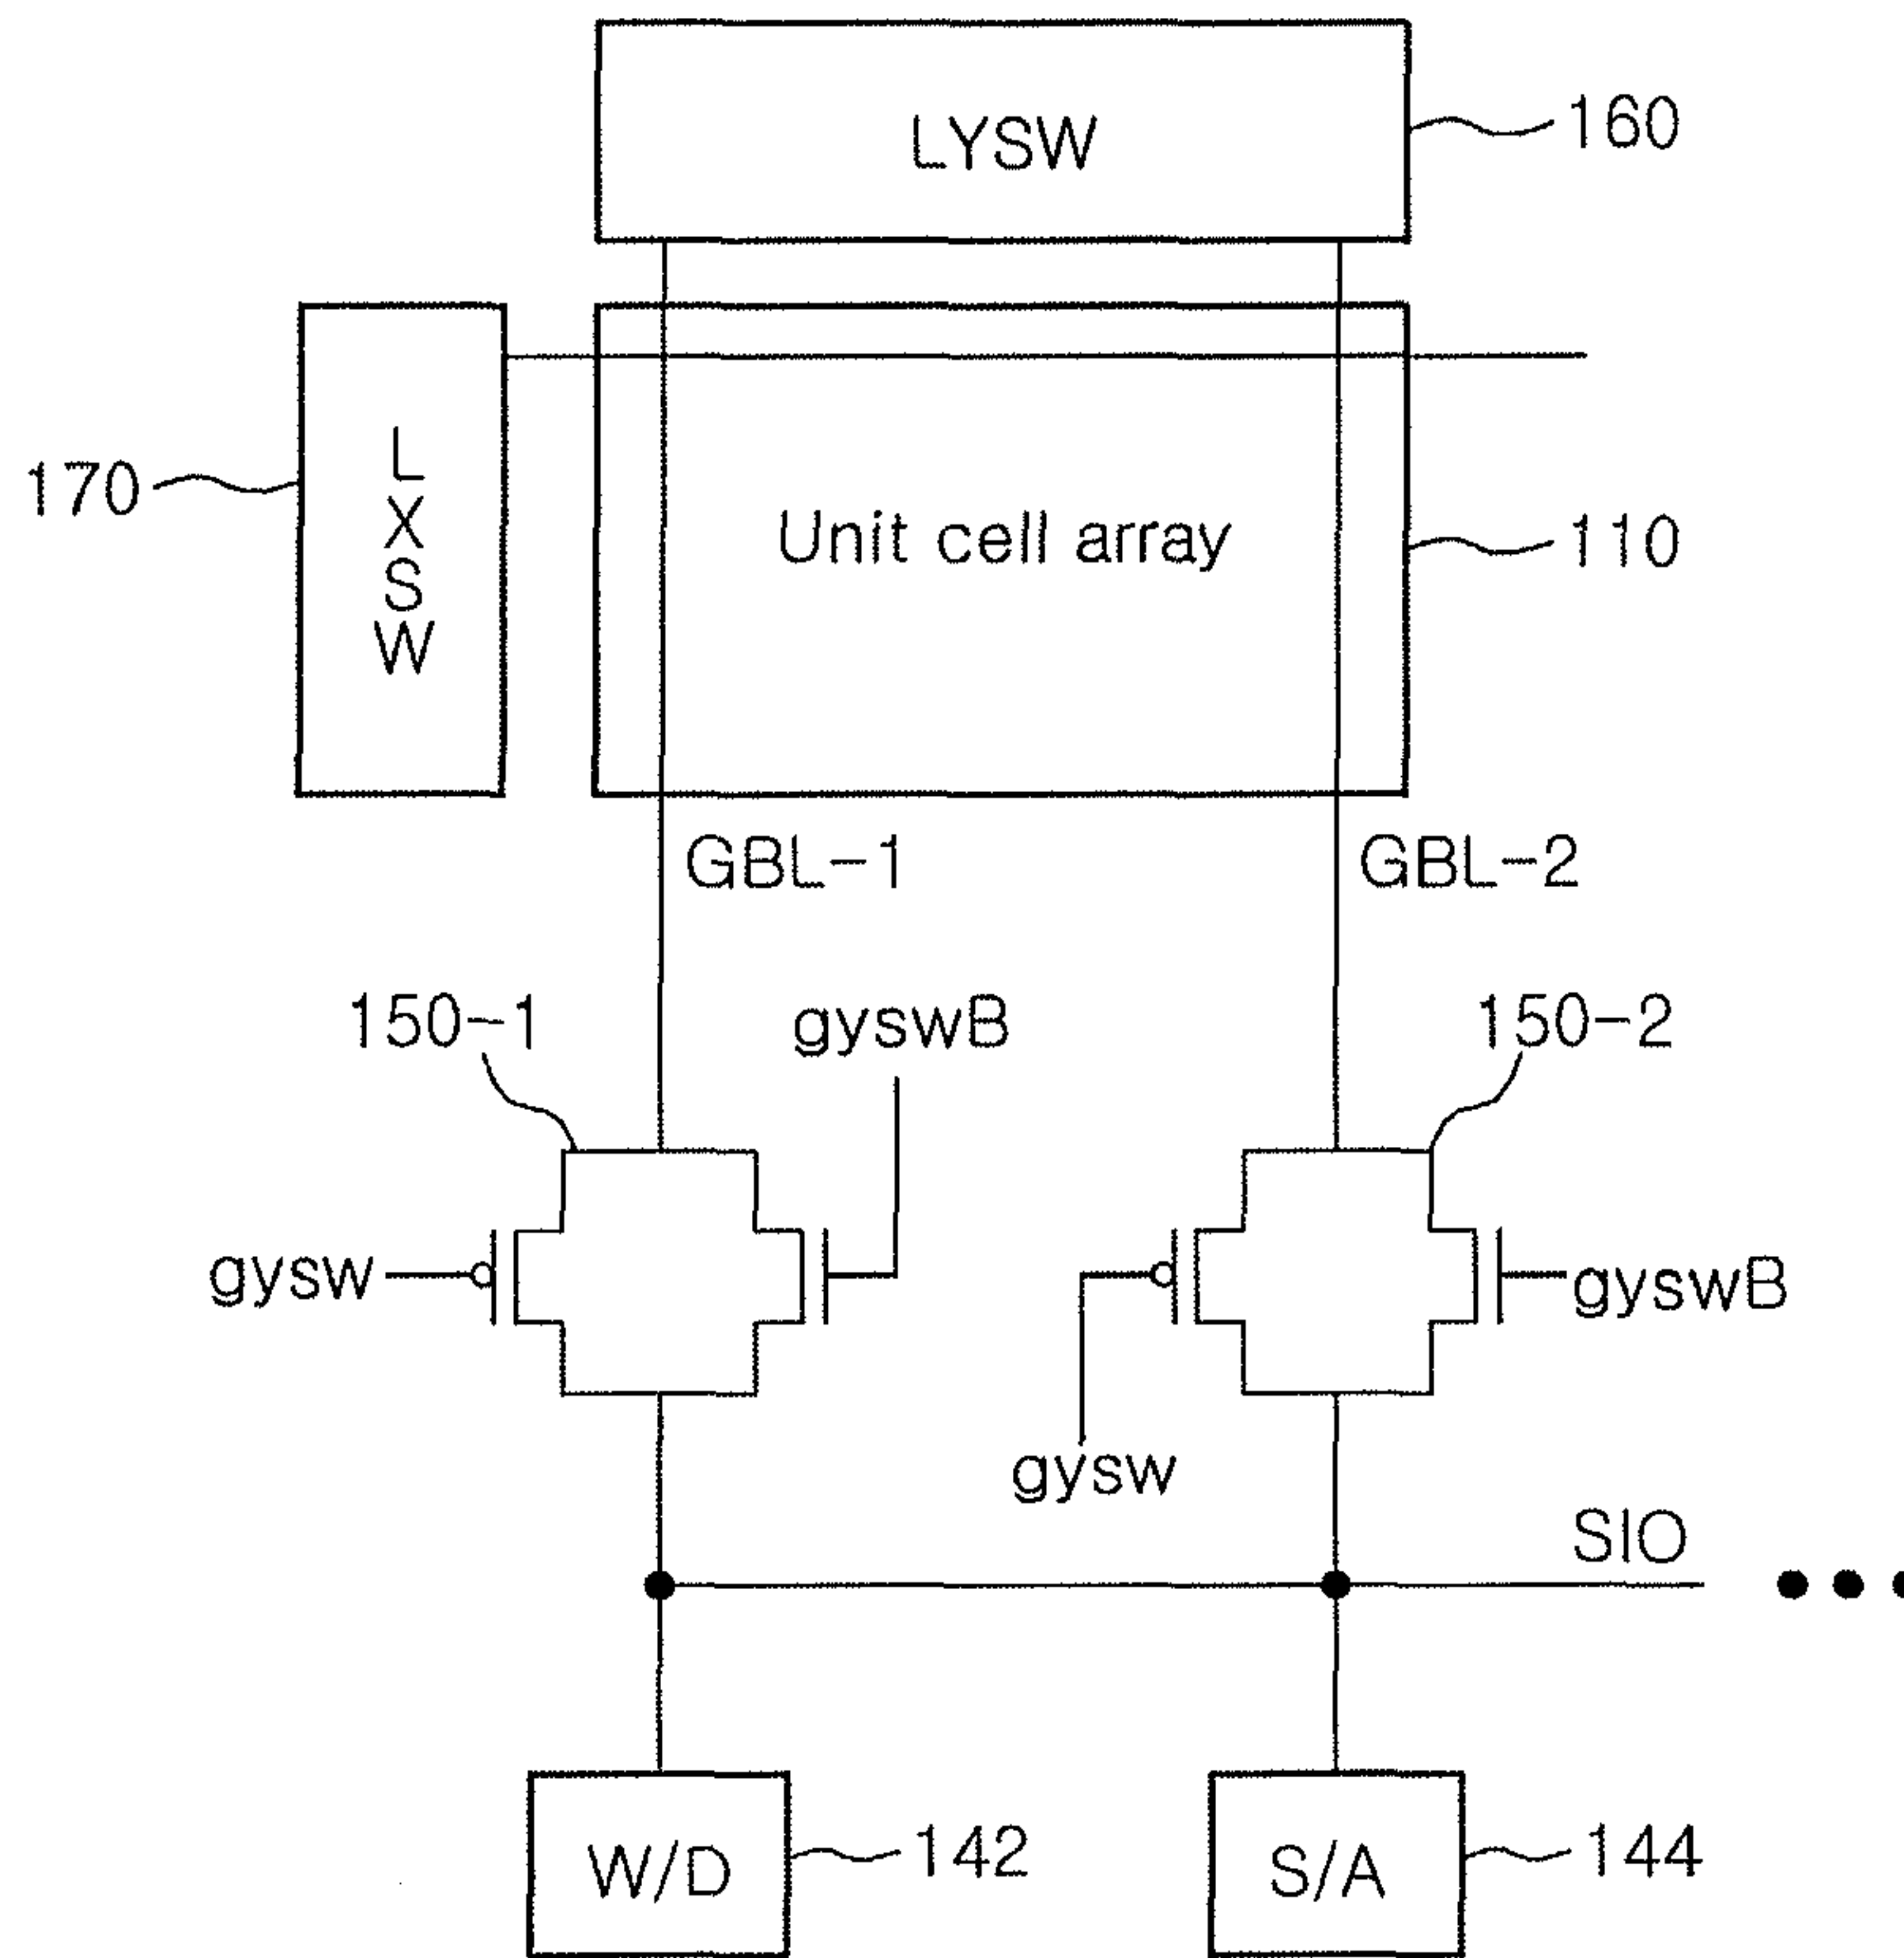 LYSW
160
170
L
X
S
W
Unit cell array
110
GBL-1
GBL-2
150-1
gyswB
150-2
gysw
gyswB
gysw
SIO
W/D
142
S/A
144